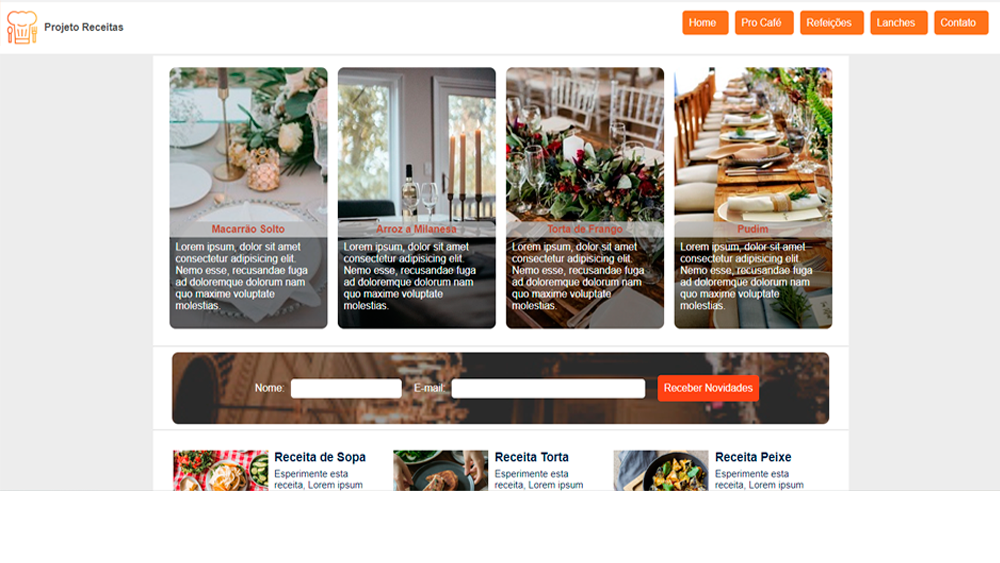 Projeto Receitas
Home Pro Café Refeições Lanches Contato
Macarrão Solto
Lorem ipsum, dolor sit amet
consectetur adipisicing elit.
Nemo esse, recusandae fuga
ad doloremque dolorum nam
quo maxime voluptate
molestias.
Arroz a Milanesa
Lorem ipsum, dolor sit amet
consectetur adipisicing elit.
Nemo esse, recusandae fuga
ad doloremque dolorum nam
quo maxime voluptate
molestias.
Torta de Frango
Lorem ipsum, dolor sit amet
consectetur adipisicing elit.
Nemo esse, recusandae fuga
ad doloremque dolorum nam
quo maxime voluptate
molestias.
Pudim
Lorem ipsum, dolor sit amet
consectetur adipisicing elit.
Nemo esse, recusandae fuga
ad doloremque dolorum nam
quo maxime voluptate
molestias.
Nome: E-mail: Receber Novidades
Receita de Sopa
Esperimente esta
receita, Lorem ipsum
Receita Torta
Esperimente esta
receita, Lorem ipsum
Receita Peixe
Esperimente esta
receita, Lorem ipsum